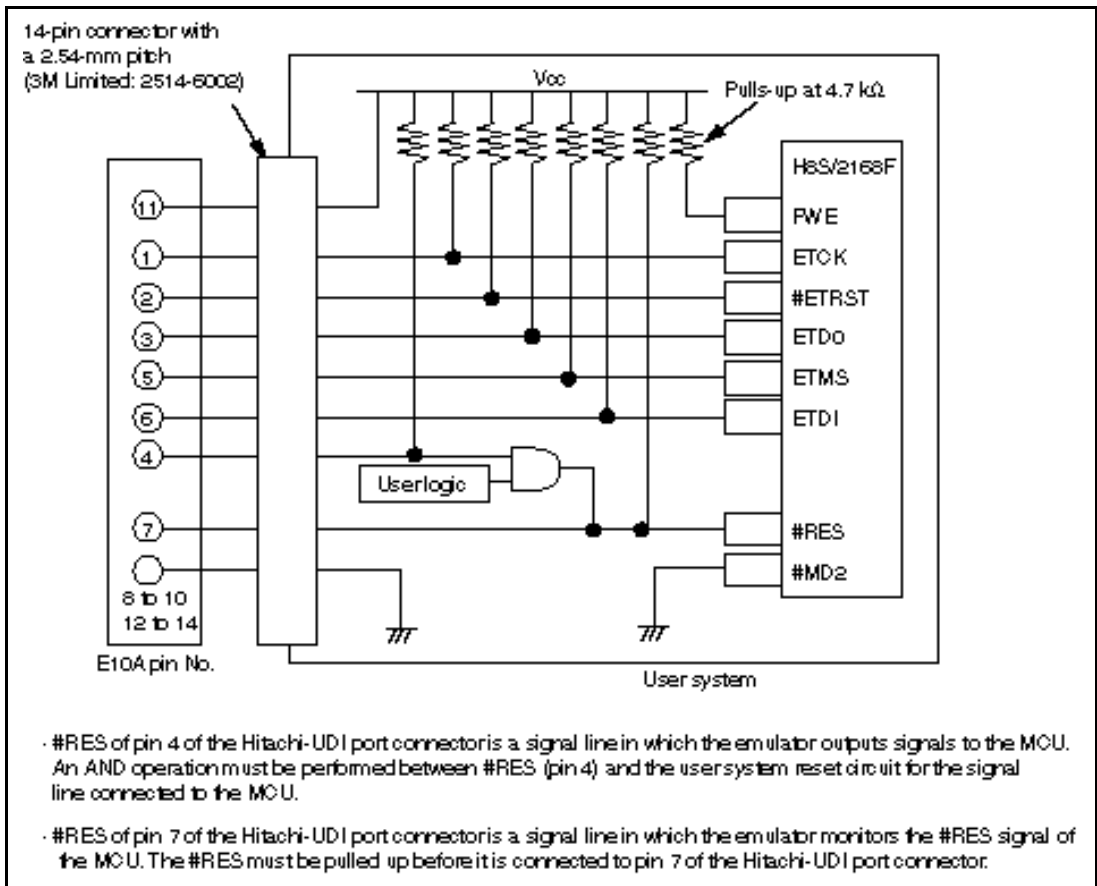 14-pin connector with
a 2.54-mm pitch
(3M Limited: 2514-6002)
Vcc
Pulls-up at 4.7 kΩ
H8S/2168F
11
FWE
1
ETCK
2
#ETRST
3
ETDO
5
ETMS
6
ETDI
4
User logic
7
#RES
#MD2
8 to 10
12 to 14
E10A pin No.
User system
· #RES of pin 4 of the Hitachi-UDI port connector is a signal line in which the emulator outputs signals to the MCU.
An AND operation must be performed between #RES (pin 4) and the user system reset circuit for the signal
line connected to the MCU.
· #RES of pin 7 of the Hitachi-UDI port connector is a signal line in which the emulator monitors the #RES signal of
the MCU. The #RES must be pulled up before it is connected to pin 7 of the Hitachi-UDI port connector.